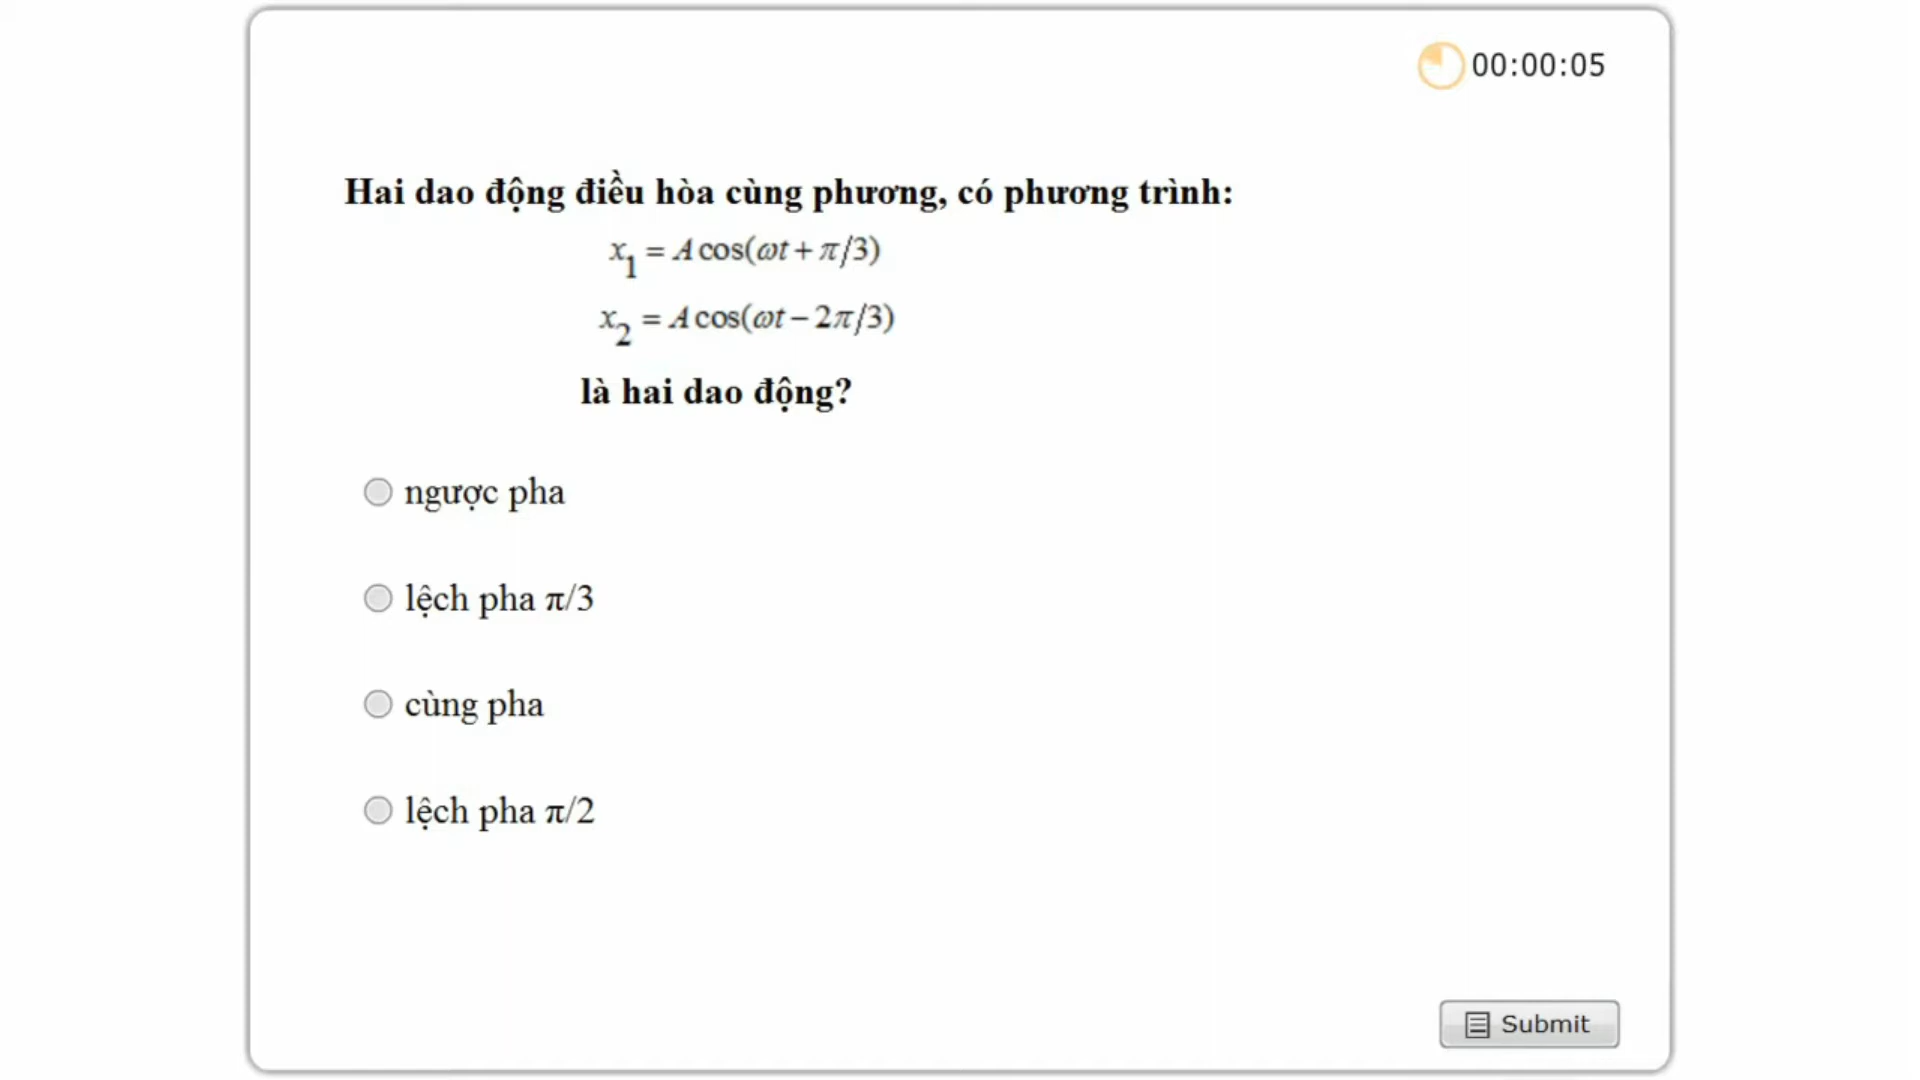 00:00:05
Hai dao động điều hòa cùng phương, có phương trình:
x₁ = A cos(ωt + π/3)
x₂ = A cos(ωt − 2π/3)
là hai dao động?
ngược pha
lệch pha π/3
cùng pha
lệch pha π/2
Submit